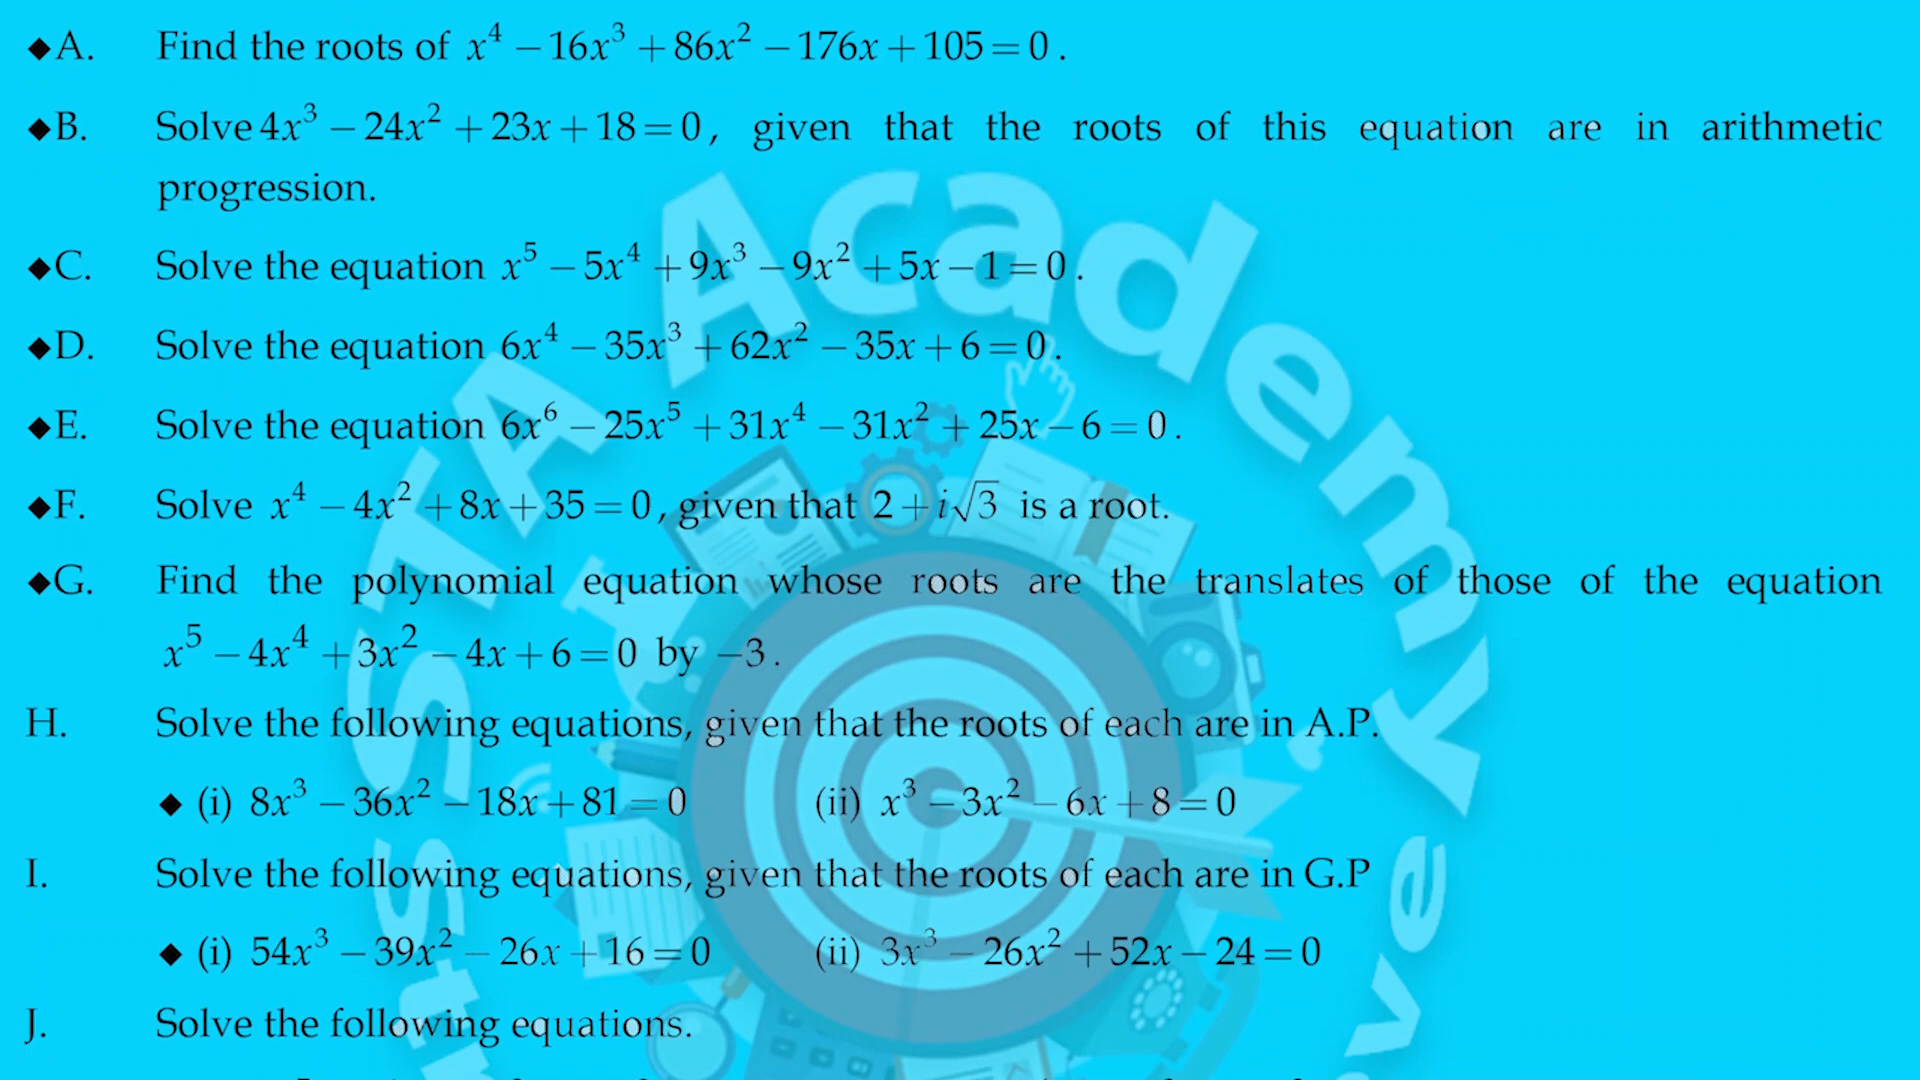 ◆A. Find the roots of x⁴ − 16x³ + 86x² − 176x + 105 = 0.
◆B. Solve 4x³ − 24x² + 23x + 18 = 0, given that the roots of this equation are in arithmetic
progression.
◆C. Solve the equation x⁵ − 5x⁴ + 9x³ − 9x² + 5x − 1 = 0.
◆D. Solve the equation 6x⁴ − 35x³ + 62x² − 35x + 6 = 0.
◆E. Solve the equation 6x⁶ − 25x⁵ + 31x⁴ − 31x² + 25x − 6 = 0.
◆F. Solve x⁴ − 4x² + 8x + 35 = 0, given that 2 + i√3 is a root.
◆G. Find the polynomial equation whose roots are the translates of those of the equation
x⁵ − 4x⁴ + 3x² − 4x + 6 = 0 by −3.
H. Solve the following equations, given that the roots of each are in A.P.
◆ (i) 8x³ − 36x² − 18x + 81 = 0 (ii) x³ − 3x² − 6x + 8 = 0
I. Solve the following equations, given that the roots of each are in G.P
◆ (i) 54x³ − 39x² − 26x + 16 = 0 (ii) 3x³ − 26x² + 52x − 24 = 0
J. Solve the following equations.
STA Academy